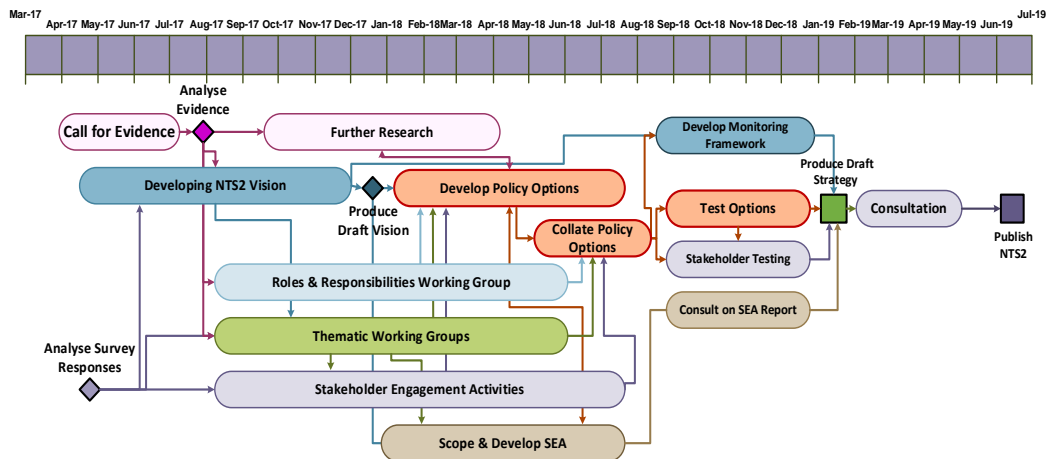 Mar-17
Apr-17
May-17
Jun-17
Jul-17
Aug-17
Sep-17
Oct-17
Nov-17
Dec-17
Jan-18
Feb-18
Mar-18
Apr-18
May-18
Jun-18
Jul-18
Aug-18
Sep-18
Oct-18
Nov-18
Dec-18
Jan-19
Feb-19
Mar-19
Apr-19
May-19
Jun-19
Jul-19
Analyse
Evidence
Call for Evidence
Further Research
Develop Monitoring
Framework
Developing NTS2 Vision
Produce
Draft Vision
Develop Policy Options
Produce Draft
Strategy
Collate Policy
Options
Test Options
Consultation
Publish
NTS2
Stakeholder Testing
Roles & Responsibilities Working Group
Consult on SEA Report
Thematic Working Groups
Analyse Survey
Responses
Stakeholder Engagement Activities
Scope & Develop SEA